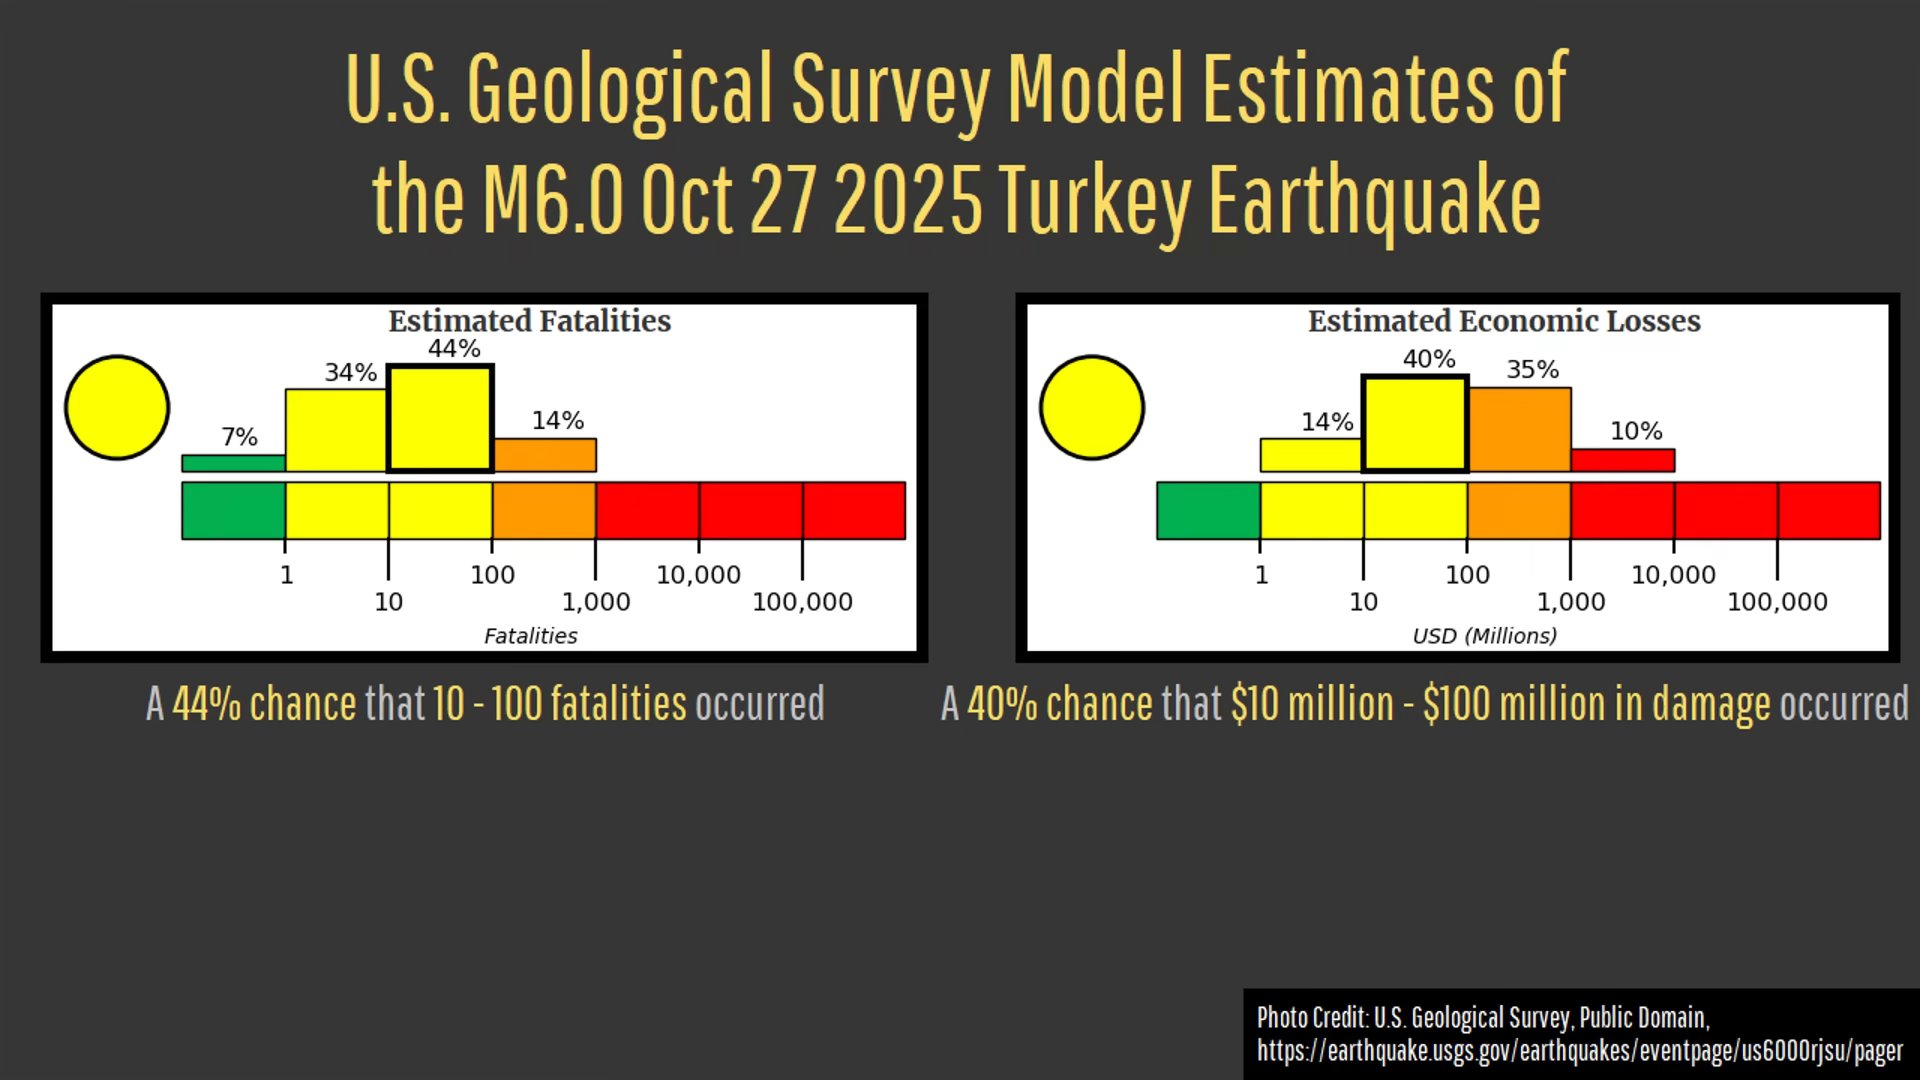 U.S. Geological Survey Model Estimates of
the M6.0 Oct 27 2025 Turkey Earthquake
Estimated Fatalities
44%
34%
14%
7%
1 100 10,000
10 1,000 100,000
Fatalities
A 44% chance that 10 - 100 fatalities occurred
Estimated Economic Losses
40%
35%
14%
10%
1 100 10,000
10 1,000 100,000
USD (Millions)
A 40% chance that $10 million - $100 million in damage occurred
Photo Credit: U.S. Geological Survey, Public Domain,
https://earthquake.usgs.gov/earthquakes/eventpage/us6000rjsu/pager